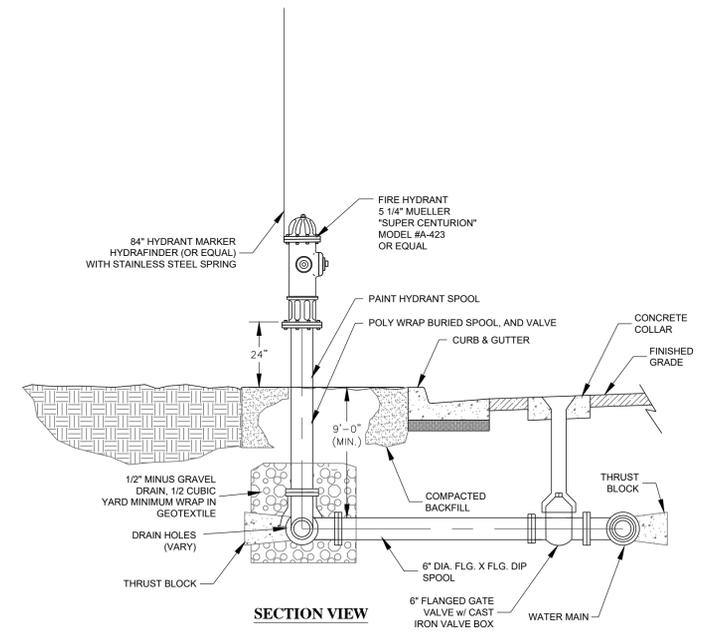 FIRE HYDRANT
5 1/4" MUELLER
"SUPER CENTURION"
MODEL #A-423
OR EQUAL
84" HYDRANT MARKER
HYDRAFINDER (OR EQUAL)
WITH STAINLESS STEEL SPRING
PAINT HYDRANT SPOOL
POLY WRAP BURIED SPOOL, AND VALVE
CURB & GUTTER
CONCRETE
COLLAR
FINISHED
GRADE
24"
9'-0"
(MIN.)
1/2" MINUS GRAVEL
DRAIN, 1/2 CUBIC
YARD MINIMUM WRAP IN
GEOTEXTILE
COMPACTED
BACKFILL
THRUST
BLOCK
DRAIN HOLES
(VARY)
THRUST BLOCK
6" DIA. FLG. X FLG. DIP
SPOOL
6" FLANGED GATE
VALVE w/ CAST
IRON VALVE BOX
WATER MAIN
SECTION VIEW